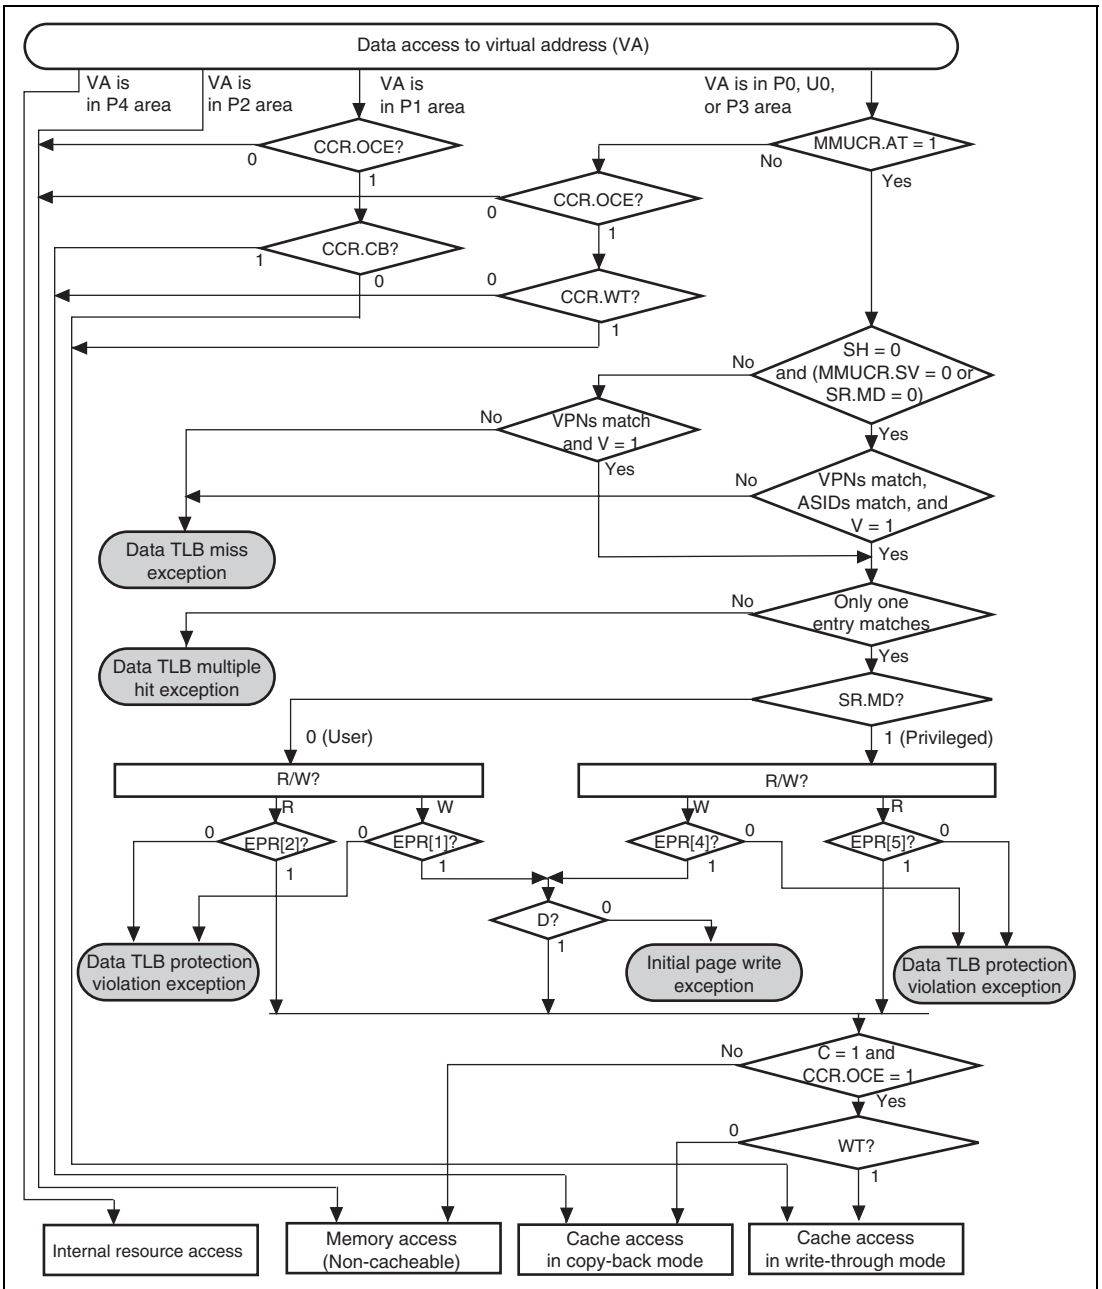 Data access to virtual address (VA)
VA is
in P4 area
VA is
in P2 area
VA is
in P1 area
VA is in P0, U0,
or P3 area
CCR.OCE?
0
1
MMUCR.AT = 1
No
Yes
CCR.OCE?
0
1
CCR.CB?
1
0
CCR.WT?
0
1
SH = 0
and (MMUCR.SV = 0 or
SR.MD = 0)
No
Yes
VPNs match
and V = 1
No
Yes
VPNs match,
ASIDs match, and
V = 1
No
Yes
Data TLB miss
exception
Only one
entry matches
No
Yes
Data TLB multiple
hit exception
SR.MD?
0 (User)
1 (Privileged)
R/W?
R/W?
R
W
W
R
EPR[2]?
0
1
EPR[1]?
0
1
EPR[4]?
0
1
EPR[5]?
0
1
D?
0
1
Data TLB protection
violation exception
Initial page write
exception
Data TLB protection
violation exception
C = 1 and
CCR.OCE = 1
No
Yes
WT?
0
1
Internal resource access
Memory access
(Non-cacheable)
Cache access
in copy-back mode
Cache access
in write-through mode